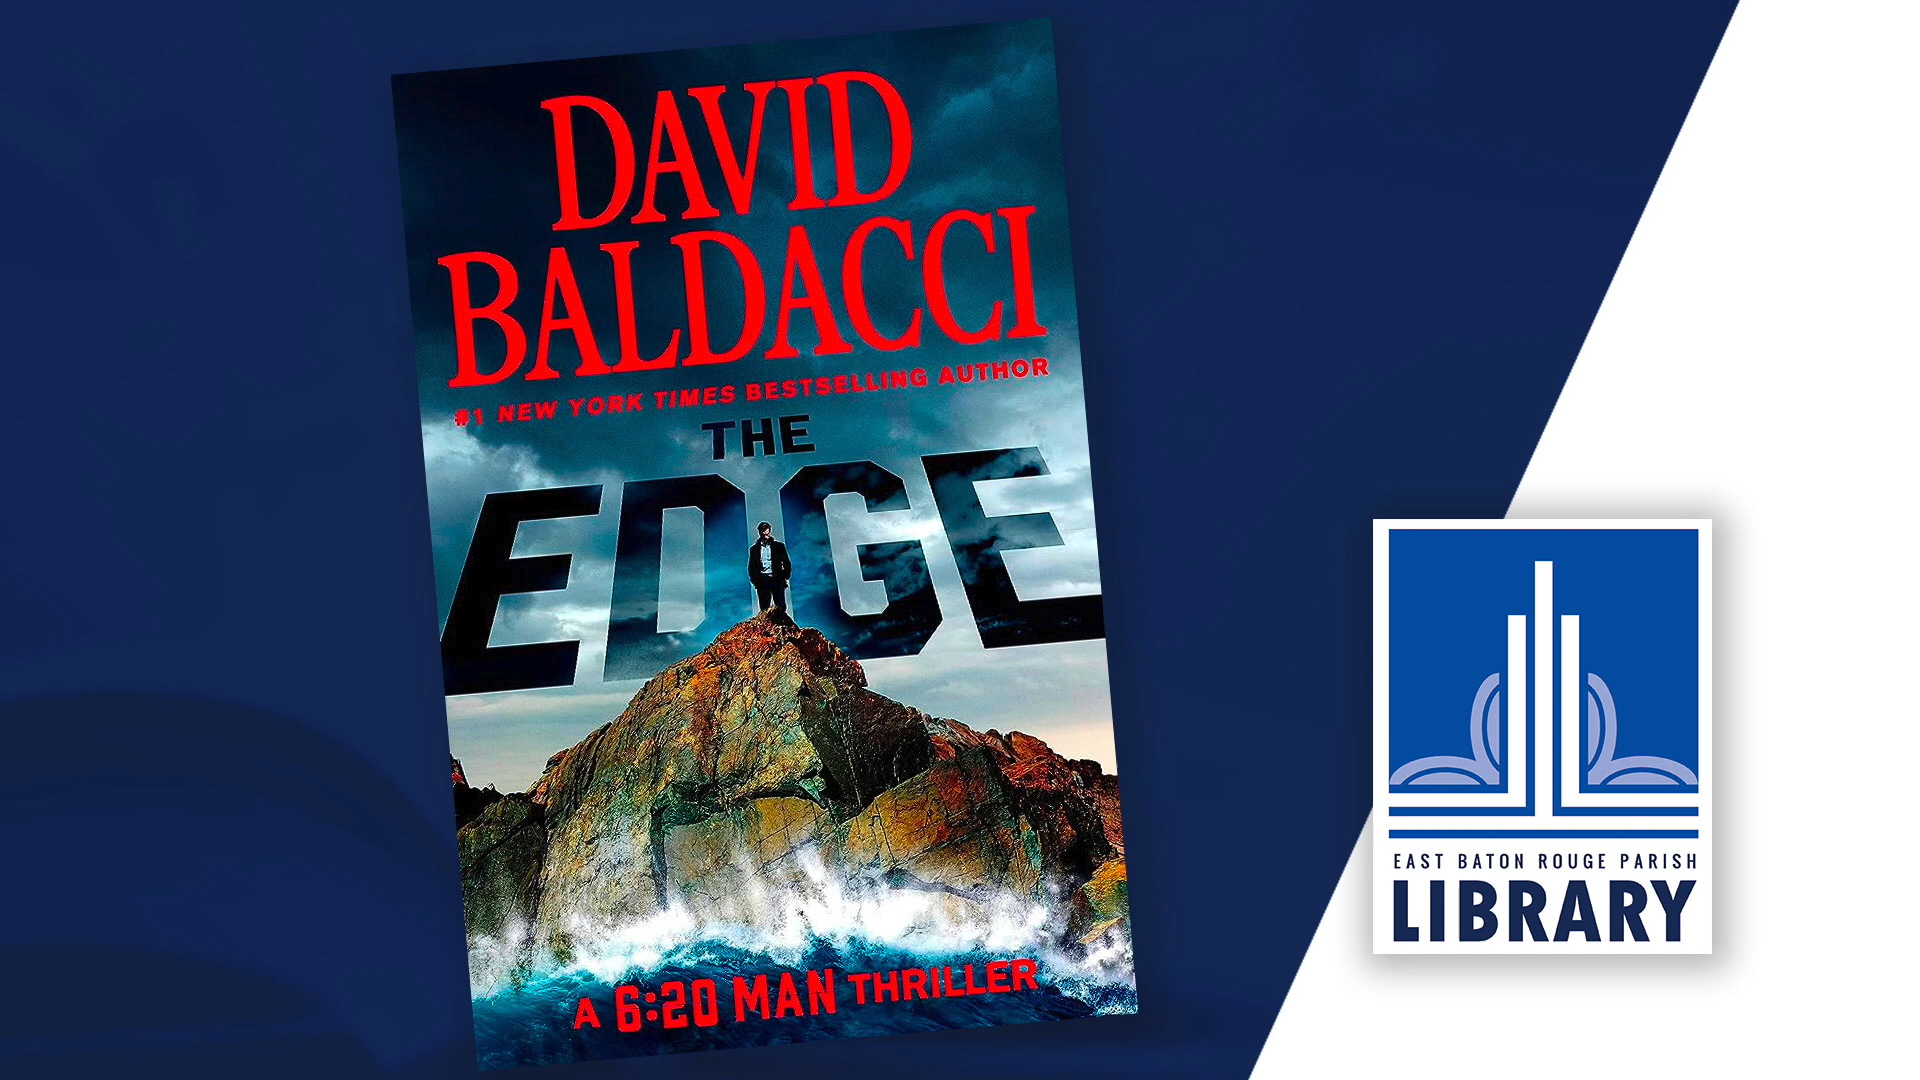 DAVID
BALDACCI
#1 NEW YORK TIMES BESTSELLING AUTHOR
THE
EDGE
A 6:20 MAN THRILLER
EAST BATON ROUGE PARISH
LIBRARY